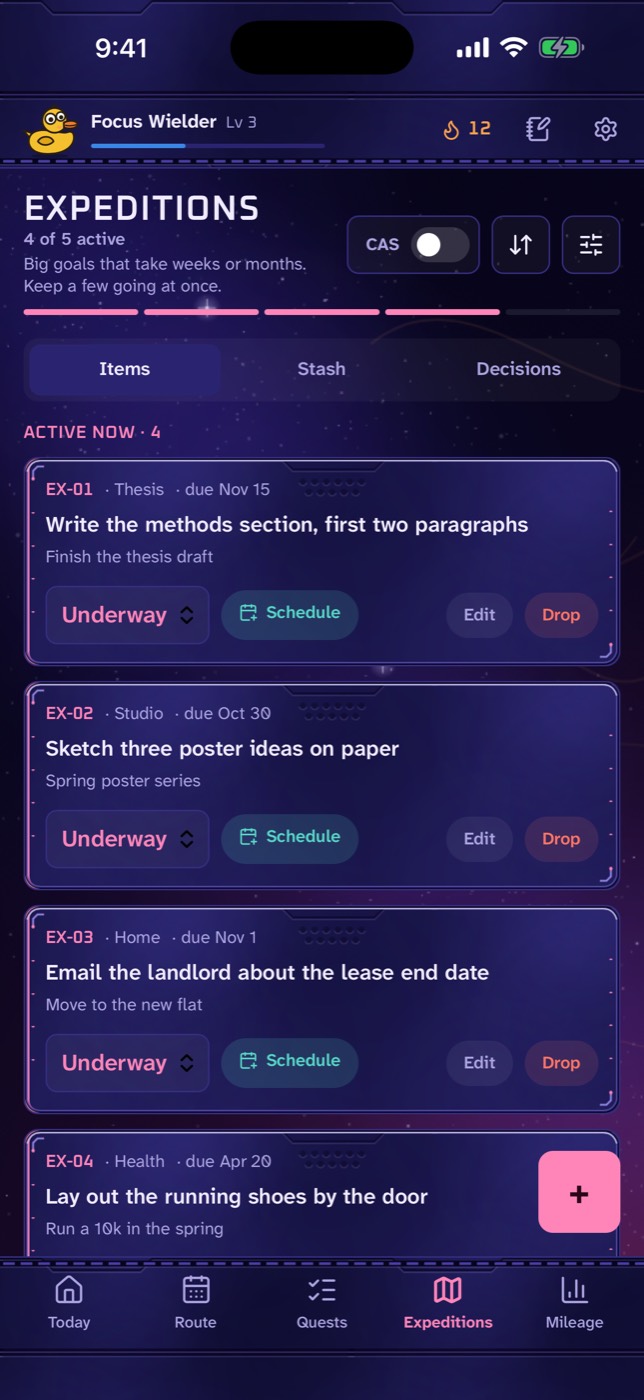 9:41
Focus Wielder Lv 3
12
EXPEDITIONS
4 of 5 active
Big goals that take weeks or months.
Keep a few going at once.
CAS
Items Stash Decisions
ACTIVE NOW · 4
EX-01 · Thesis · due Nov 15
Write the methods section, first two paragraphs
Finish the thesis draft
Underway Schedule Edit Drop
EX-02 · Studio · due Oct 30
Sketch three poster ideas on paper
Spring poster series
Underway Schedule Edit Drop
EX-03 · Home · due Nov 1
Email the landlord about the lease end date
Move to the new flat
Underway Schedule Edit Drop
EX-04 · Health · due Apr 20
Lay out the running shoes by the door
Run a 10k in the spring
+
Today Route Quests Expeditions Mileage